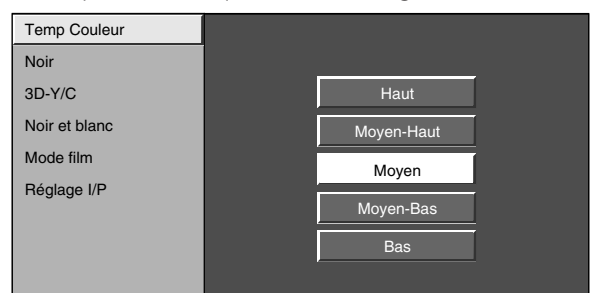 Temp Couleur
Noir
3D-Y/C
Noir et blanc
Mode film
Réglage I/P
Haut
Moyen-Haut
Moyen
Moyen-Bas
Bas